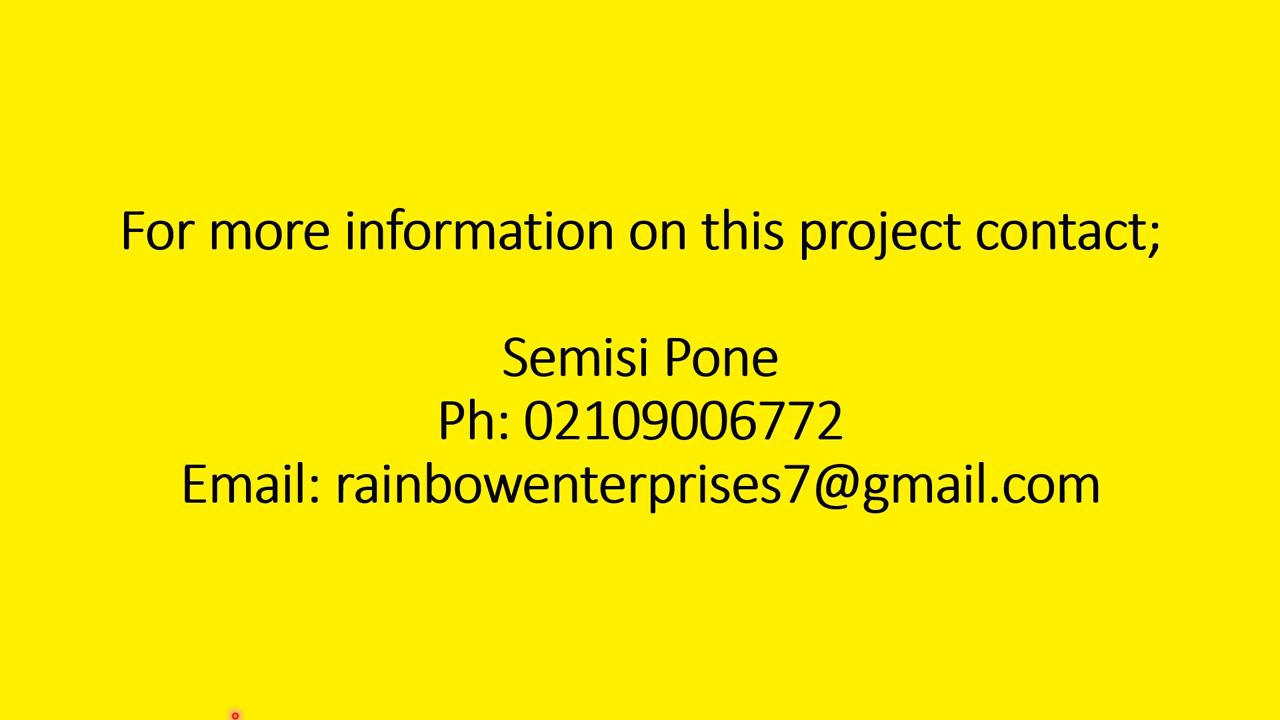 For more information on this project contact;
Semisi Pone
Ph: 02109006772
Email: rainbowenterprises7@gmail.com